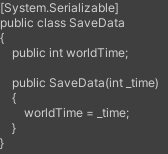 [System.Serializable]
public class SaveData
{
    public int worldTime;

    public SaveData(int _time)
    {
        worldTime = _time;
    }
}